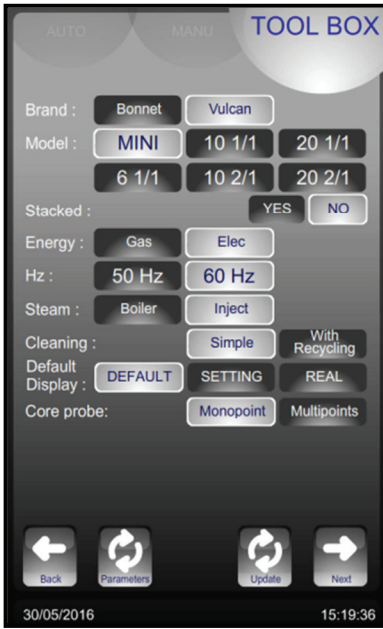 AUTO MANU TOOL BOX
Brand : Bonnet Vulcan
Model : MINI 10 1/1 20 1/1
6 1/1 10 2/1 20 2/1
Stacked : YES NO
Energy : Gas Elec
Hz : 50 Hz 60 Hz
Steam : Boiler Inject
Cleaning : Simple With Recycling
Default Display : DEFAULT SETTING REAL
Core probe: Monopoint Multipoints
Back Parameters Update Next
30/05/2016 15:19:36